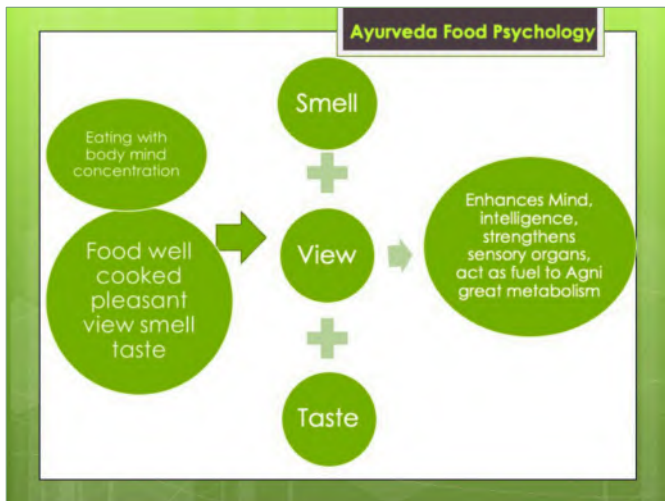 Ayurveda Food Psychology
Eating with
body mind
concentration
Food well
cooked
pleasant
view smell
taste
Smell
View
Taste
Enhances Mind,
intelligence,
strengthens
sensory organs,
act as fuel to Agni
great metabolism